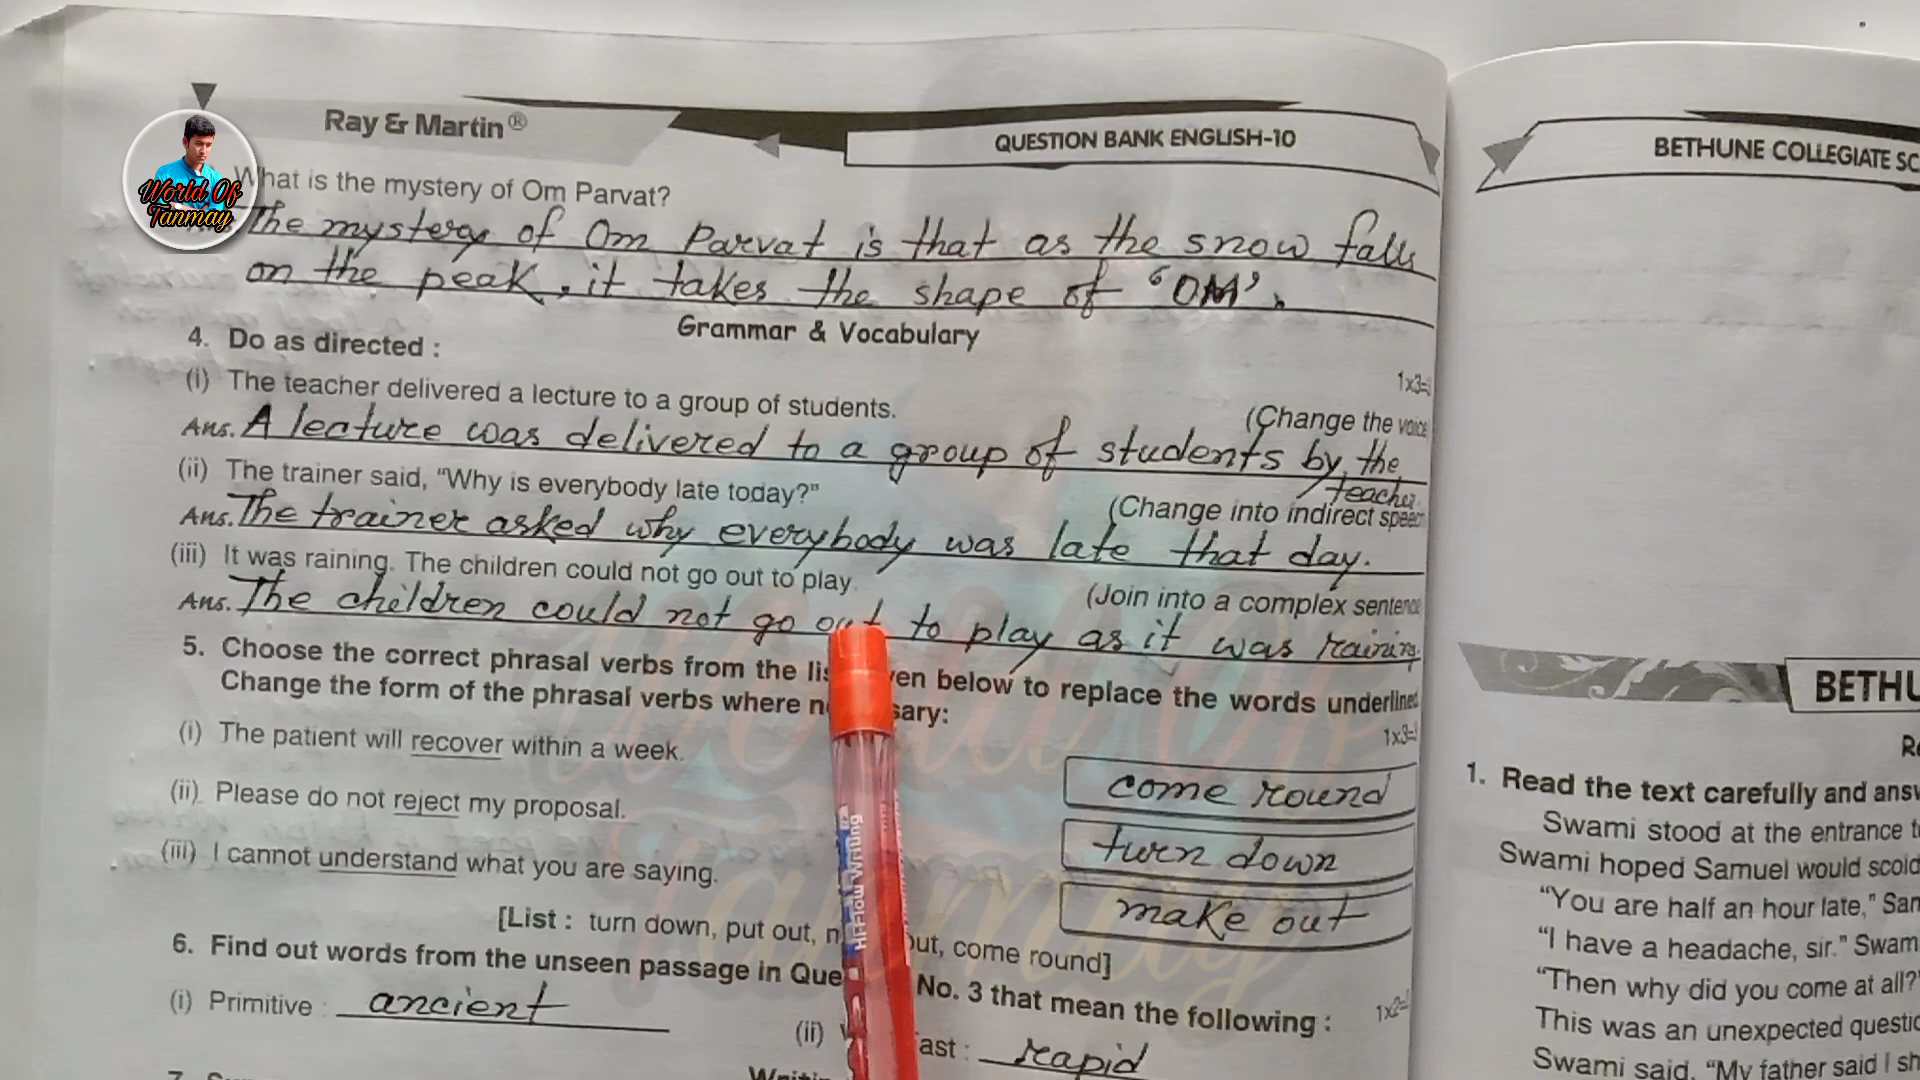 Ray & Martin®
QUESTION BANK ENGLISH-10
World Of
Tanmay
What is the mystery of Om Parvat?
The mystery of Om Parvat is that as the snow falls
on the peak, it takes the shape of 'OM'.
Grammar & Vocabulary
4. Do as directed :
1x3=3
(i) The teacher delivered a lecture to a group of students.
(Change the voice
Ans. A lecture was delivered to a group of students by the
teacher.
(ii) The trainer said, "Why is everybody late today?"
(Change into indirect speech
Ans. The trainer asked why everybody was late that day.
(iii) It was raining. The children could not go out to play.
(Join into a complex sentence
Ans. The children could not go out to play as it was raining.
5. Choose the correct phrasal verbs from the list given below to replace the words underlined.
Change the form of the phrasal verbs where necessary:
1x3=3
(i) The patient will recover within a week.
come round
(ii) Please do not reject my proposal.
turn down
(iii) I cannot understand what you are saying.
make out
[List : turn down, put out, out, come round]
6. Find out words from the unseen passage in Que No. 3 that mean the following :
1x2=2
(i) Primitive : ancient
(ii) fast : rapid
Hi-Flow Writing
BETHUNE COLLEGIATE SC
BETHU
1. Read the text carefully and answ
Swami stood at the entrance t
Swami hoped Samuel would scold
"You are half an hour late," Sam
"I have a headache, sir." Swam
"Then why did you come at all?"
This was an unexpected questio
Swami said, "My father said I sh